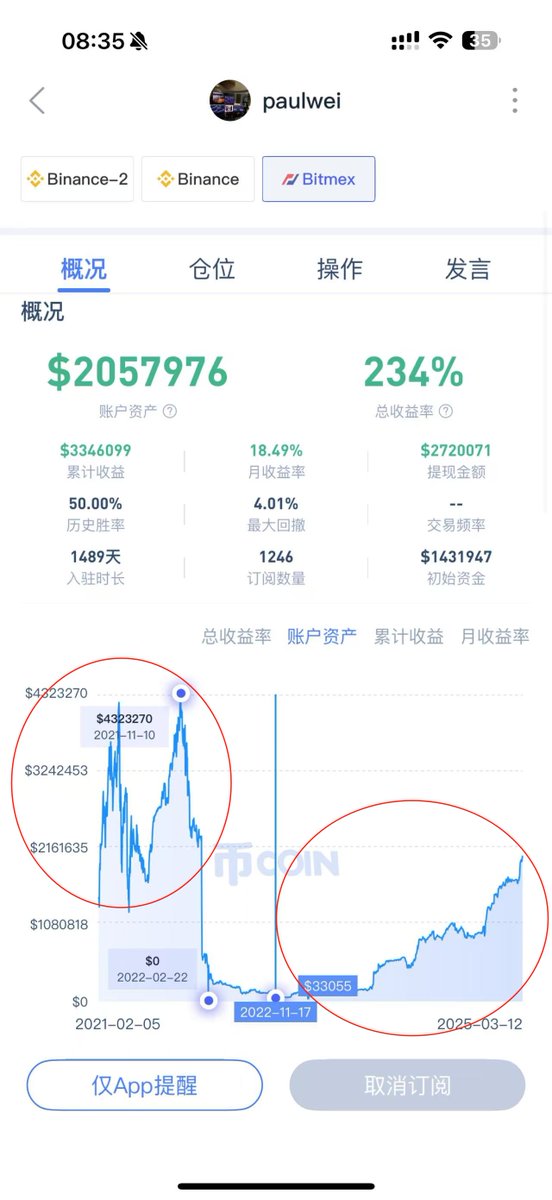 08:35
35
paulwei
Binance-2 Binance Bitmex
概况 仓位 操作 发言
概况
$2057976 234%
账户资产 ? 总收益率 ?
$3346099 18.49% $2720071
累计收益 月收益率 提现金额
50.00% 4.01% --
历史胜率 最大回撤 交易频率
1489天 1246 $1431947
入驻时长 订阅数量 初始资金
总收益率 账户资产 累计收益 月收益率
$4323270
$4323270
2021-11-10
$3242453
$2161635
币COIN
$1080818
$0
2022-02-22
$33055
$0
2022-11-17
2021-02-05 2025-03-12
仅App提醒 取消订阅